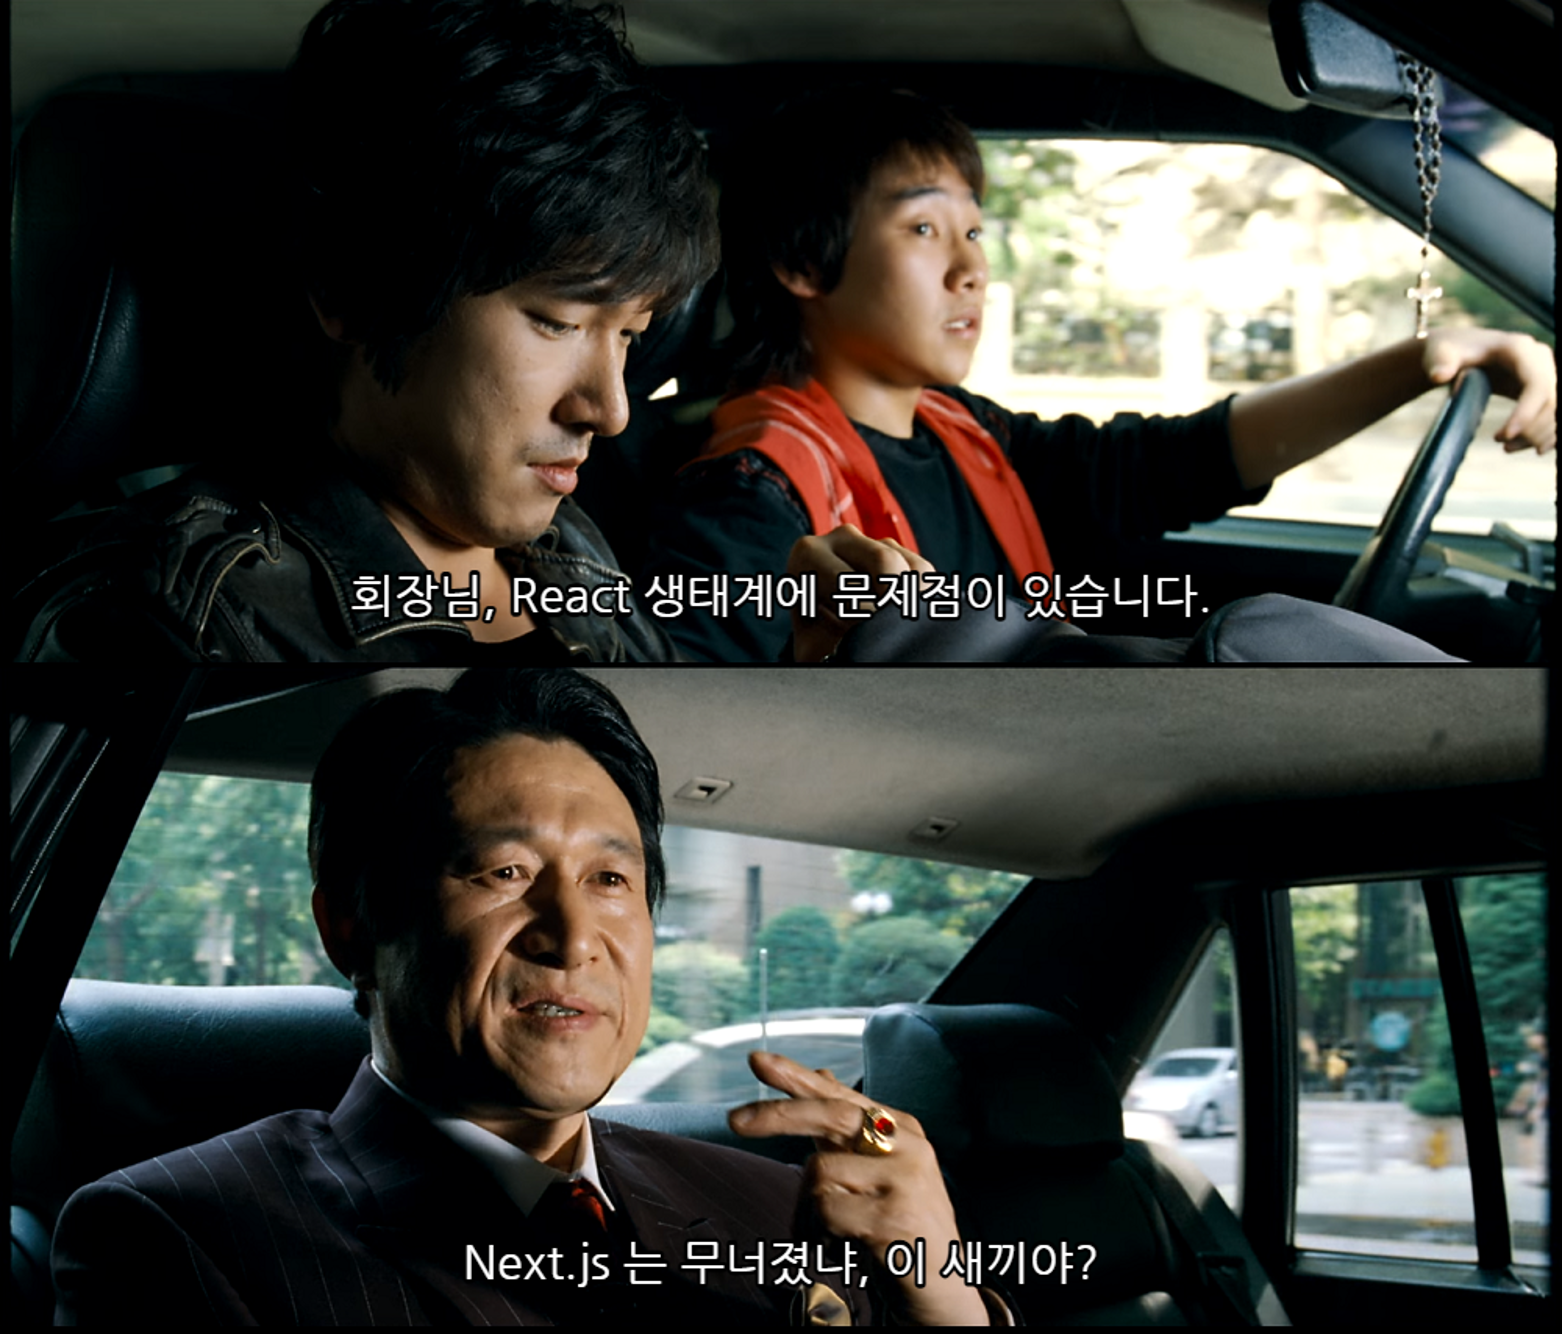 회장님, React 생태계에 문제점이 있습니다.
Next.js 는 무너졌냐, 이 새끼야?